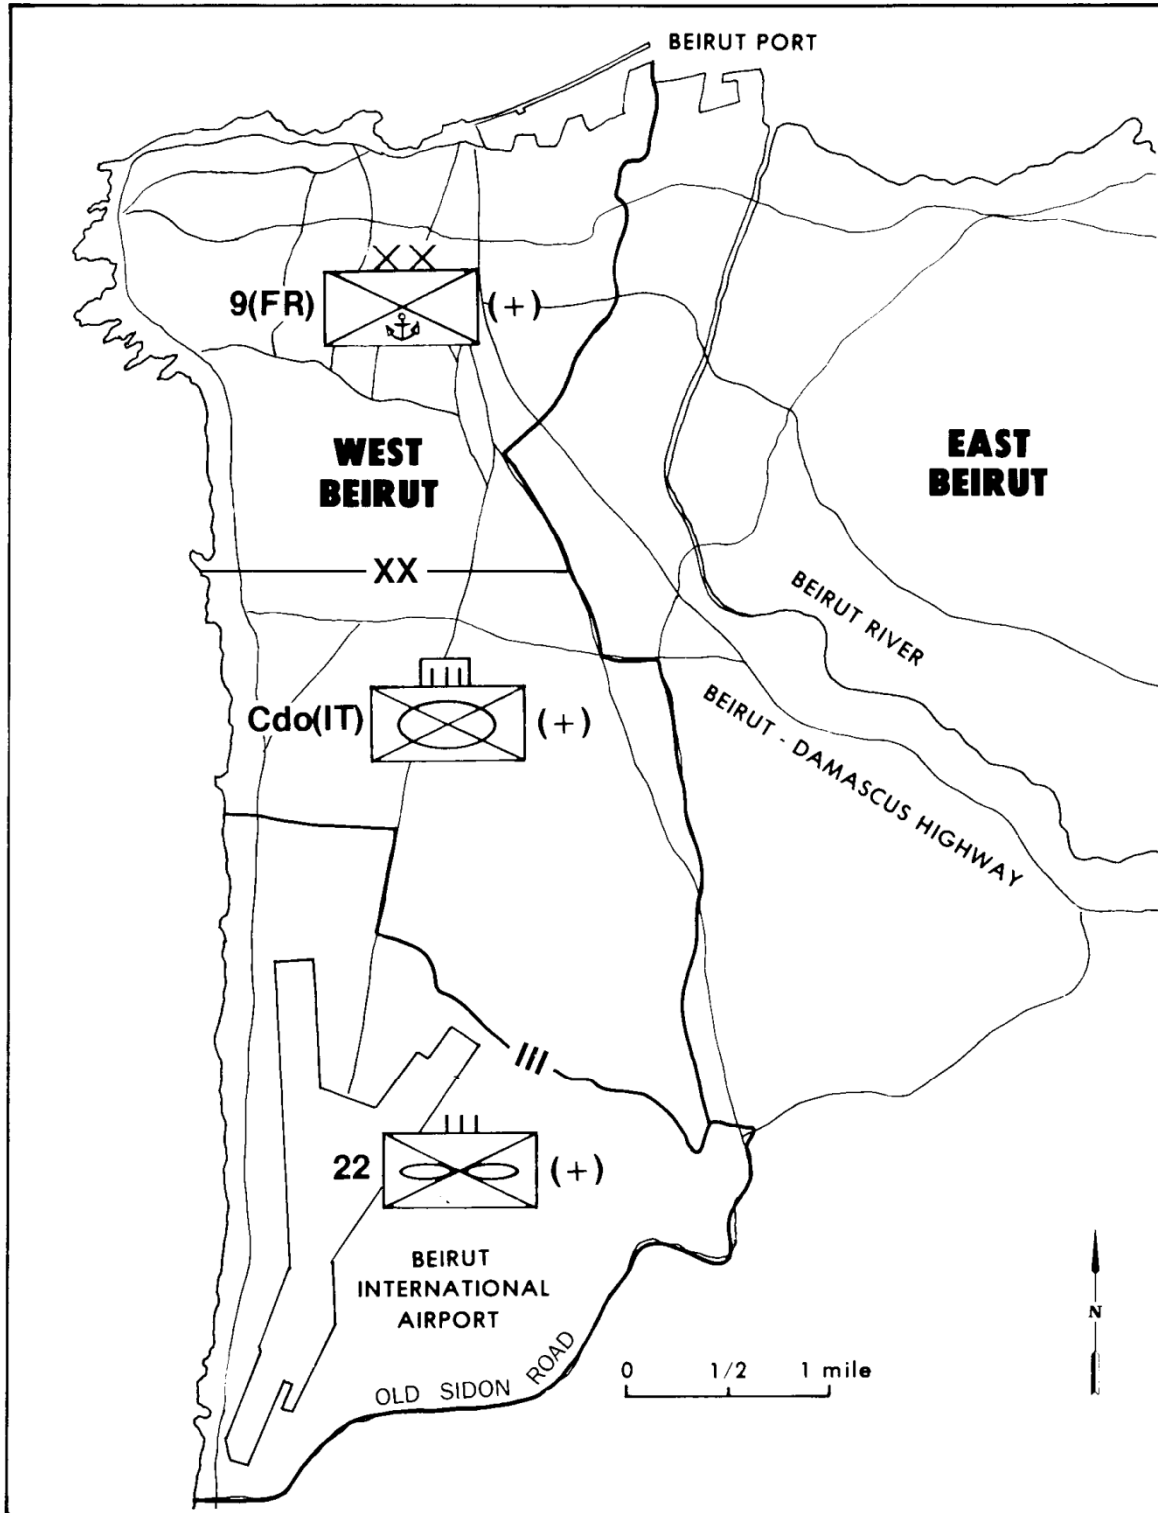 BEIRUT PORT
XX
9(FR)
(+)
WEST
BEIRUT
EAST
BEIRUT
XX
BEIRUT RIVER
III
Cdo(IT)
(+)
BEIRUT - DAMASCUS HIGHWAY
III
III
22
(+)
BEIRUT
INTERNATIONAL
AIRPORT
OLD SIDON ROAD
0 1/2 1 mile
N